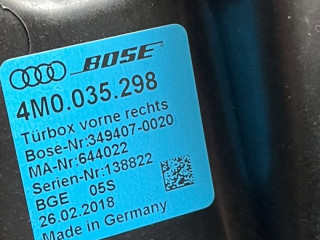 BOSE
4M0.035.298
Türbox vorne rechts
Bose-Nr:349407-0020
MA-Nr:644022
Serien-Nr:138822
BGE 05S
26.02.2018
Made in Germany